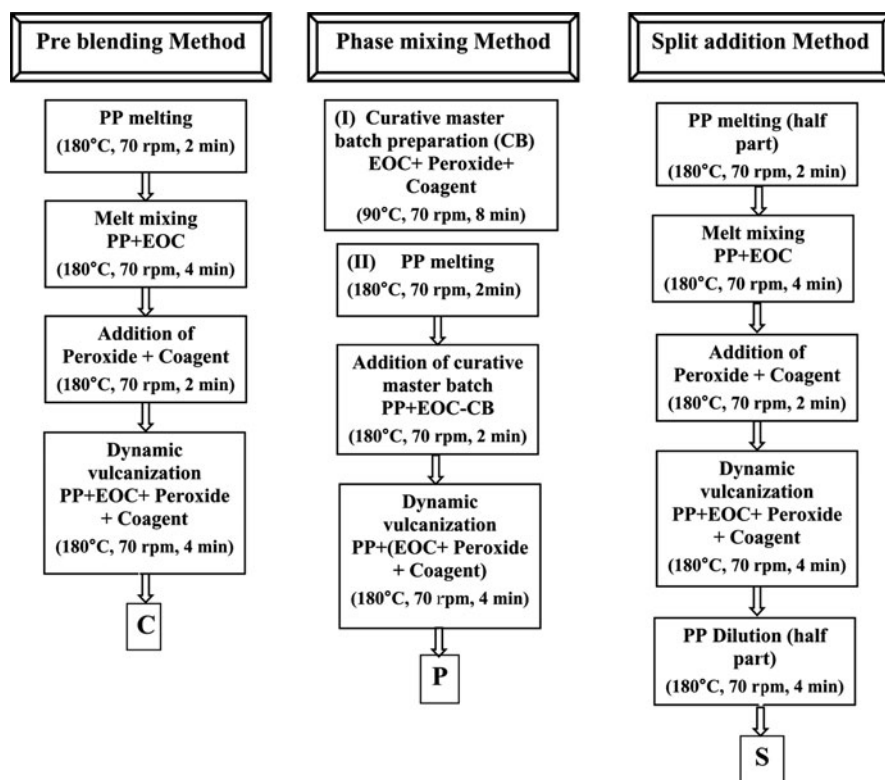 Pre blending Method
PP melting
(180°C, 70 rpm, 2 min)
Melt mixing
PP+EOC
(180°C, 70 rpm, 4 min)
Addition of
Peroxide + Coagent
(180°C, 70 rpm, 2 min)
Dynamic
vulcanization
PP+EOC+ Peroxide
+ Coagent
(180°C, 70 rpm, 4 min)
C
Phase mixing Method
(I) Curative master
batch preparation (CB)
EOC+ Peroxide+
Coagent
(90°C, 70 rpm, 8 min)
(II) PP melting
(180°C, 70 rpm, 2min)
Addition of curative
master batch
PP+EOC-CB
(180°C, 70 rpm, 2 min)
Dynamic
vulcanization
PP+(EOC+ Peroxide
+ Coagent)
(180°C, 70 rpm, 4 min)
P
Split addition Method
PP melting (half
part)
(180°C, 70 rpm, 2 min)
Melt mixing
PP+EOC
(180°C, 70 rpm, 4 min)
Addition of
Peroxide + Coagent
(180°C, 70 rpm, 2 min)
Dynamic
vulcanization
PP+EOC+ Peroxide
+ Coagent
(180°C, 70 rpm, 4 min)
PP Dilution (half
part)
(180°C, 70 rpm, 4 min)
S